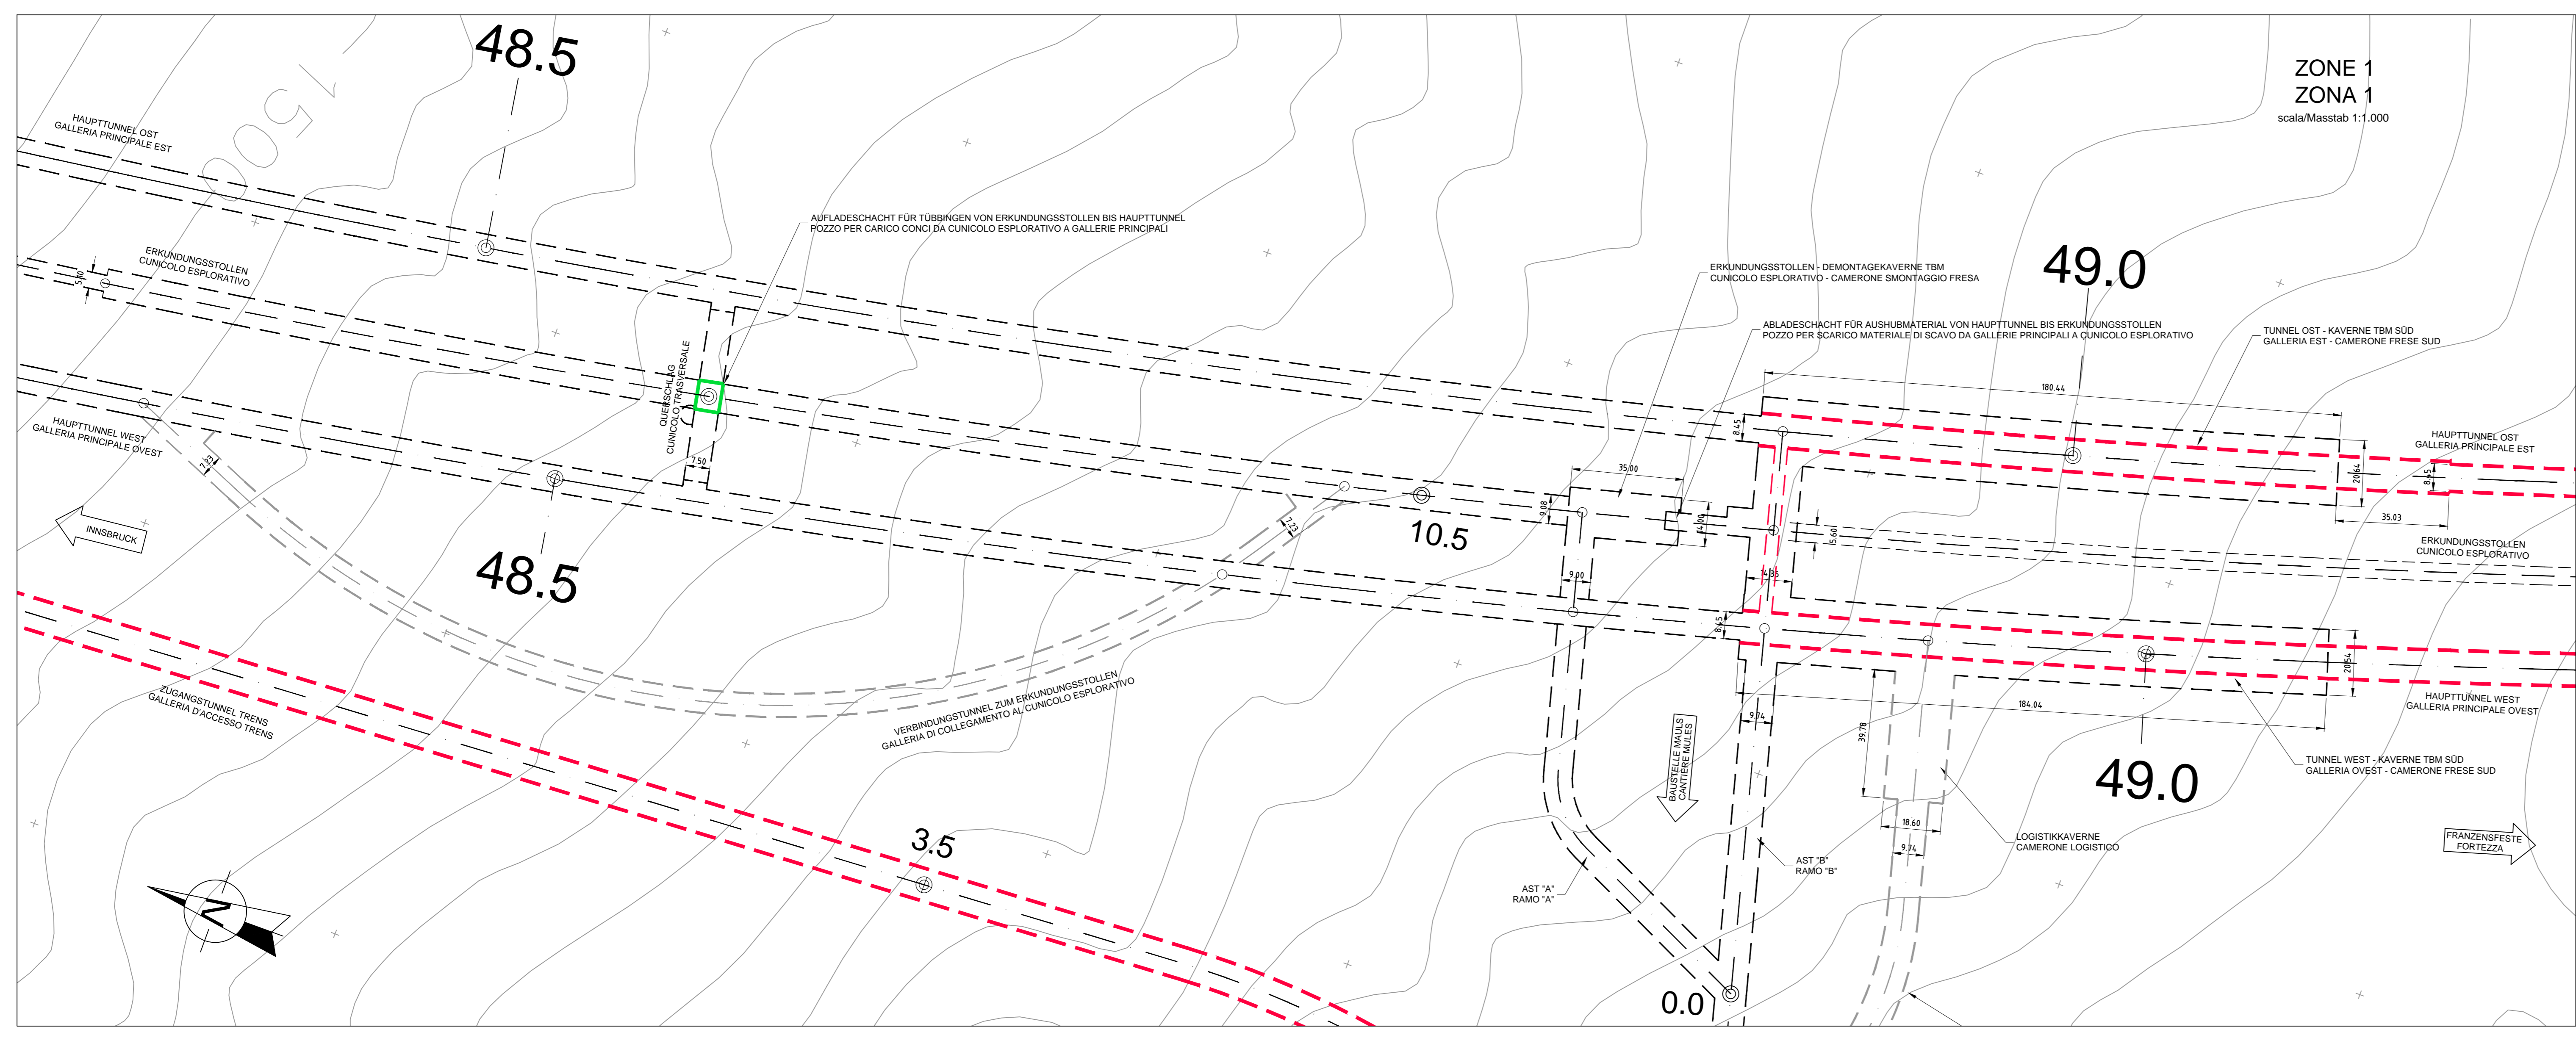 48.5
ZONE 1
ZONA 1
scala/Masstab 1:1.000
1500
HAUPTTUNNEL OST
GALLERIA PRINCIPALE EST
AUFLADESCHACHT FÜR TÜBBINGEN VON ERKUNDUNGSSTOLLEN BIS HAUPTTUNNEL
POZZO PER CARICO CONCI DA CUNICOLO ESPLORATIVO A GALLERIE PRINCIPALI
ERKUNDUNGSSTOLLEN
CUNICOLO ESPLORATIVO
5.10
ERKUNDUNGSSTOLLEN - DEMONTAGEKAVERNE TBM
CUNICOLO ESPLORATIVO - CAMERONE SMONTAGGIO FRESA
49.0
ABLADESCHACHT FÜR AUSHUBMATERIAL VON HAUPTTUNNEL BIS ERKUNDUNGSSTOLLEN
POZZO PER SCARICO MATERIALE DI SCAVO DA GALLERIE PRINCIPALI A CUNICOLO ESPLORATIVO
TUNNEL OST - KAVERNE TBM SÜD
GALLERIA EST - CAMERONE FRESE SUD
QUERSCHLAG
CUNICOLO TRASVERSALE
180.44
8.45
HAUPTTUNNEL WEST
GALLERIA PRINCIPALE OVEST
7.23
7.50
35.00
HAUPTTUNNEL OST
GALLERIA PRINCIPALE EST
20.64
8.45
35.03
9.08
14.00
INNSBRUCK
7.23
10.5
5.60
ERKUNDUNGSSTOLLEN
CUNICOLO ESPLORATIVO
48.5
9.00
14.35
8.45
20.54
ZUGANGSTUNNEL TRENS
GALLERIA D'ACCESSO TRENS
VERBINDUNGSTUNNEL ZUM ERKUNDUNGSSTOLLEN
GALLERIA DI COLLEGAMENTO AL CUNICOLO ESPLORATIVO
HAUPTTUNNEL WEST
GALLERIA PRINCIPALE OVEST
184.04
9.74
39.78
BAUSTELLE MAULS
CANTIERE MULES
TUNNEL WEST - KAVERNE TBM SÜD
GALLERIA OVEST - CAMERONE FRESE SUD
49.0
3.5
18.60
9.74
LOGISTIKKAVERNE
CAMERONE LOGISTICO
FRANZENSFESTE
FORTEZZA
AST "B"
RAMO "B"
AST "A"
RAMO "A"
N
0.0